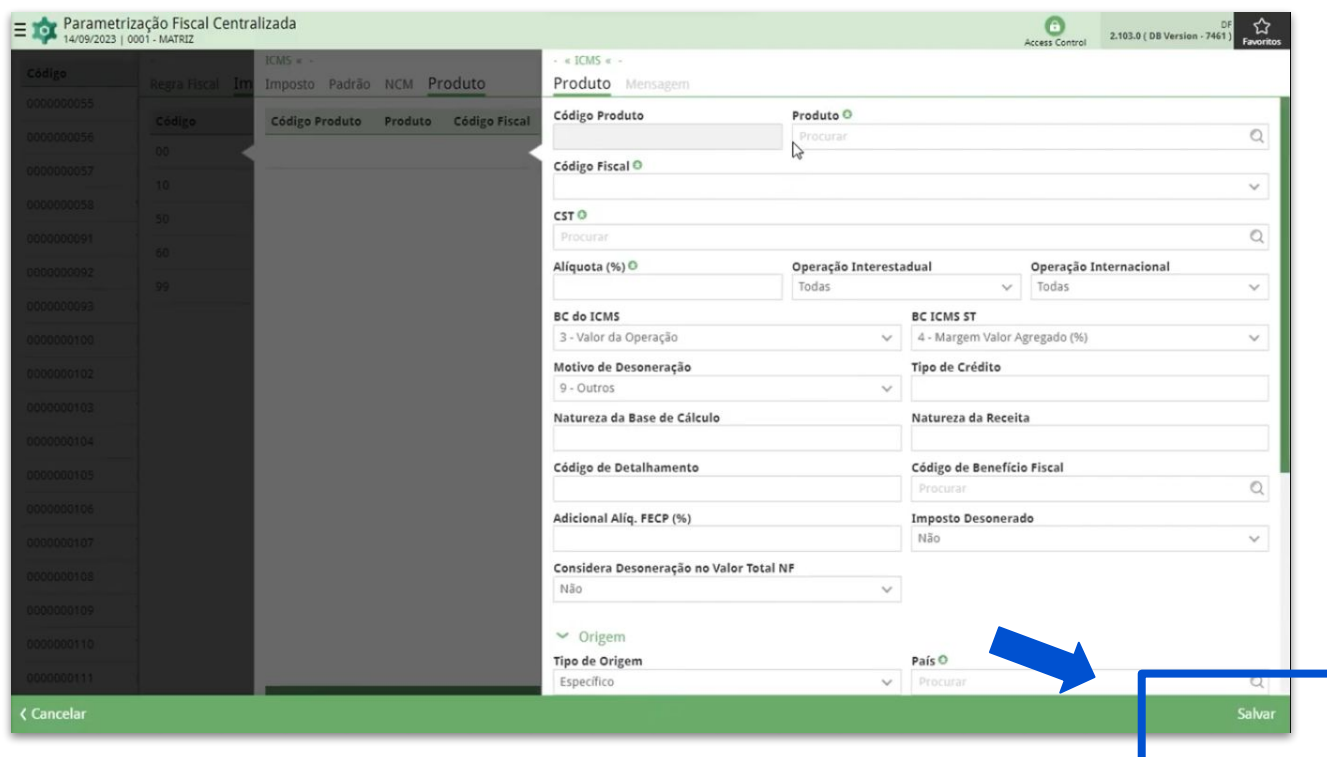 Parametrização Fiscal Centralizada
14/09/2023 | 0001 - MATRIZ
Access Control
DF
2.103.0 ( DB Version - 7461 )
Favoritos
Código
0000000055
0000000056
0000000057
0000000058
0000000091
0000000092
0000000093
0000000100
0000000102
0000000103
0000000104
0000000105
0000000106
0000000107
0000000108
0000000109
0000000110
0000000111
Regra Fiscal Im
Código
00
10
50
60
99
ICMS « -
Imposto Padrão NCM Produto
Código Produto Produto Código Fiscal
- « ICMS « -
Produto Mensagem
Código Produto Produto
Procurar
Código Fiscal
CST
Procurar
Alíquota (%) Operação Interestadual Operação Internacional
Todas Todas
BC do ICMS BC ICMS ST
3 - Valor da Operação 4 - Margem Valor Agregado (%)
Motivo de Desoneração Tipo de Crédito
9 - Outros
Natureza da Base de Cálculo Natureza da Receita
Código de Detalhamento Código de Benefício Fiscal
Procurar
Adicional Alíq. FECP (%) Imposto Desonerado
Não
Considera Desoneração no Valor Total NF
Não
Origem
Tipo de Origem País
Específico Procurar
Cancelar Salvar